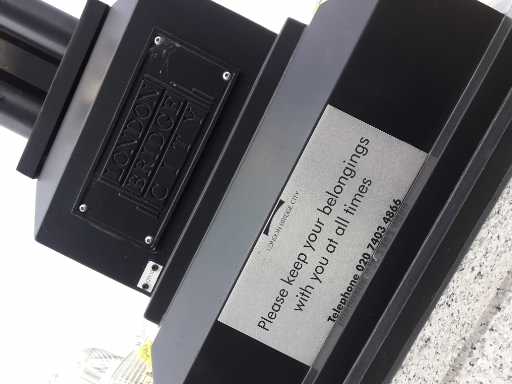 LONDON
BRIDGE
CITY
LONDON BRIDGE CITY
Please keep your belongings
with you at all times
Telephone 020 7403 4866